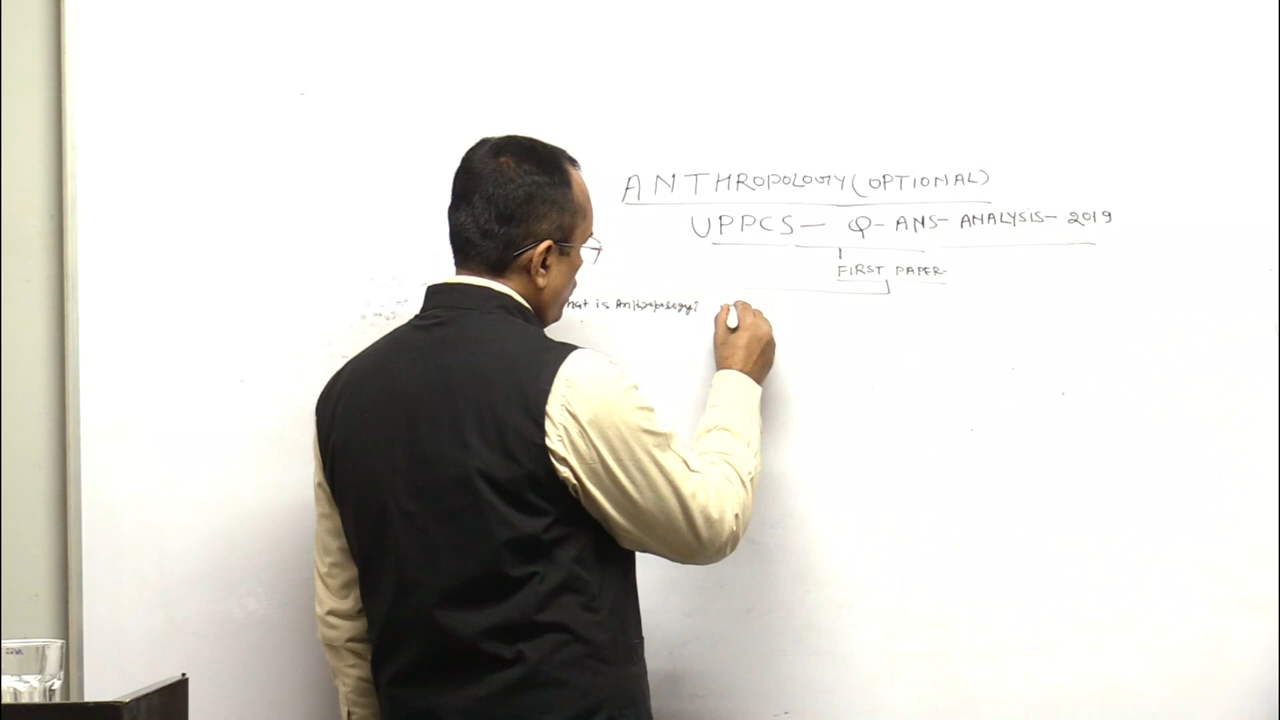 ANTHROPOLOGY (OPTIONAL)
UPPCS- Q-ANS-ANALYSIS-2019
FIRST PAPER-
hat is Anthropology?